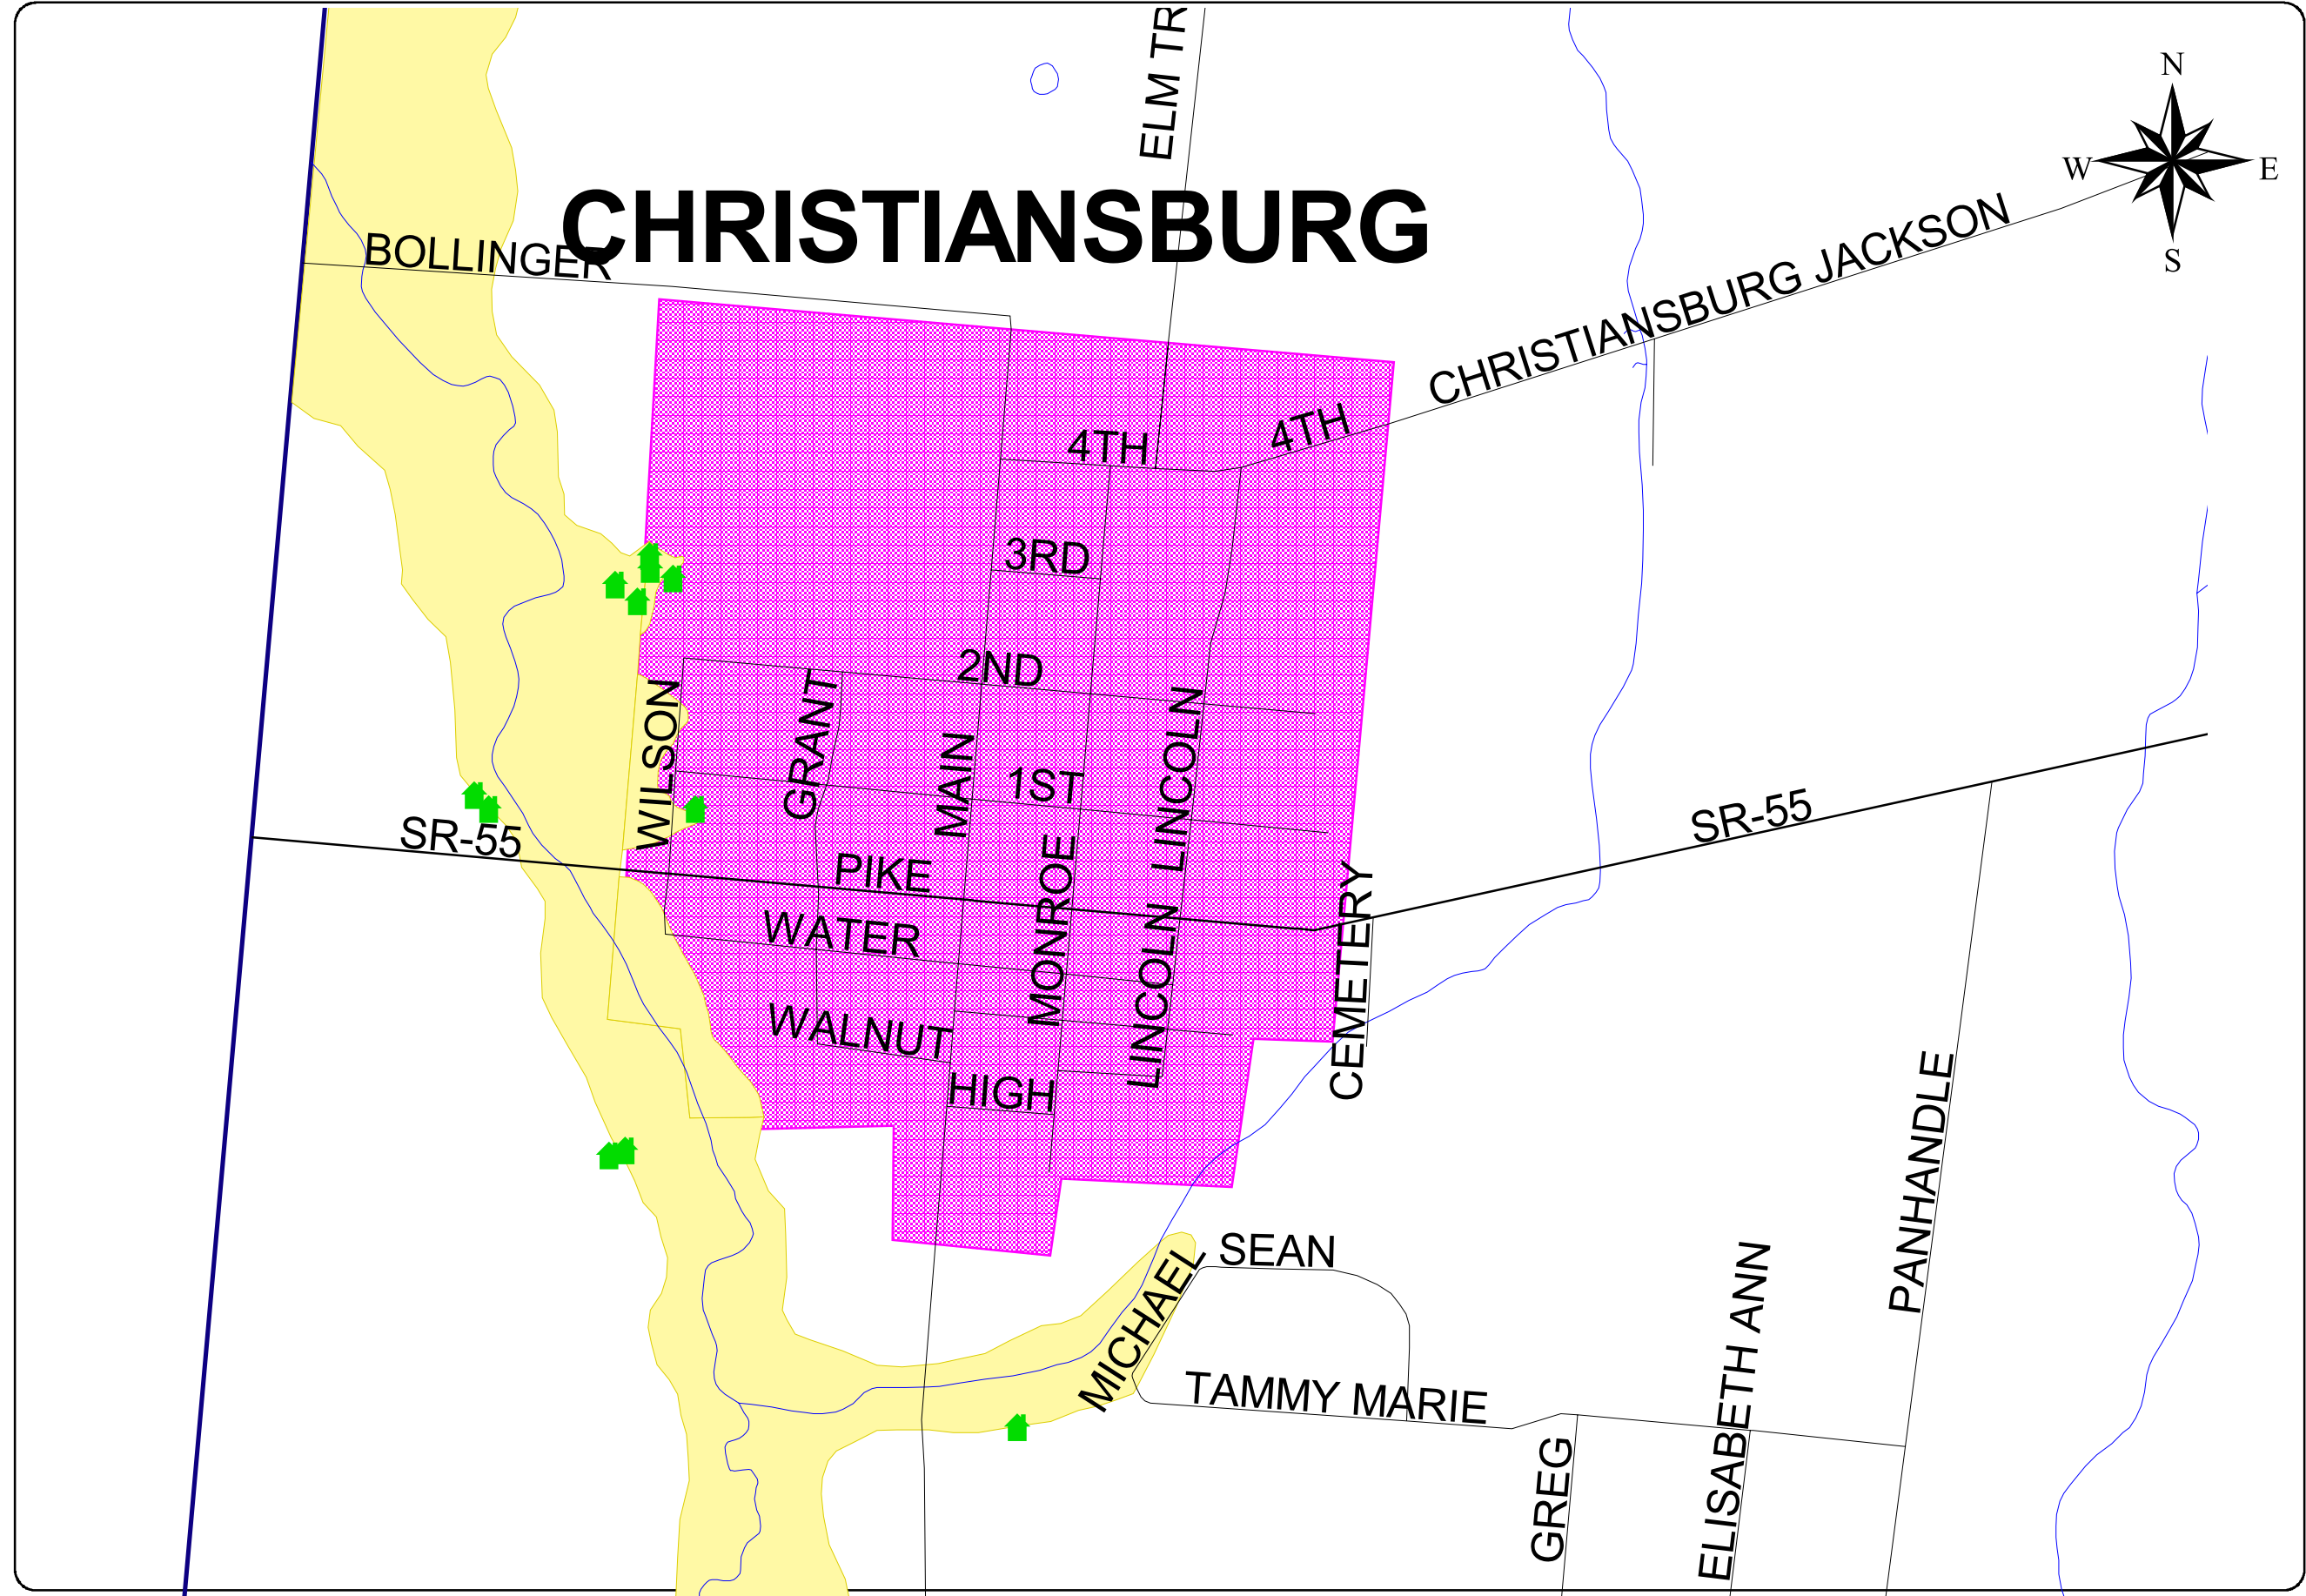 ELM TR
N
W
E
S
CHRISTIANSBURG
BOLLINGER
CHRISTIANSBURG JACKSON
4TH
4TH
3RD
2ND
WILSON
GRANT
MAIN
1ST
LINCOLN
SR-55
SR-55
PIKE
MONROE
CEMETERY
WATER
LINCOLN
WALNUT
HIGH
PANHANDLE
SEAN
MICHAEL
ELISABETH ANN
TAMMY MARIE
GREG